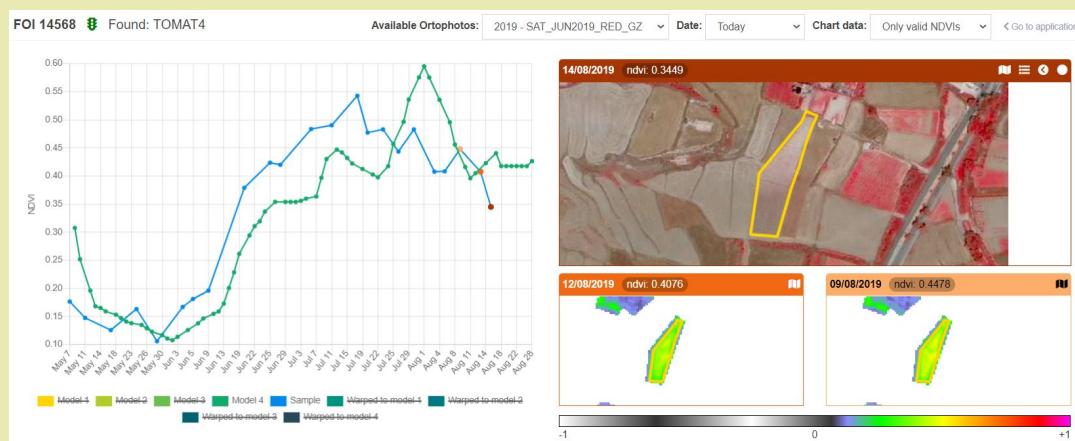 FOI 14568 Found: TOMAT4 Available Ortophotos: 2019 - SAT_JUN2019_RED_GZ Date: Today Chart data: Only valid NDVIs Go to application
14/08/2019 ndvi: 0.3449
0.60
0.55
0.50
0.45
0.40
0.35
0.30
0.25
0.20
0.15
0.10
NDVI
May 7 May 11 May 14 May 18 May 23 May 26 May 30 Jun 3 Jun 5 Jun 9 Jun 13 Jun 19 Jun 22 Jun 25 Jun 29 Jul 3 Jul 7 Jul 11 Jul 15 Jul 19 Jul 22 Jul 25 Jul 29 Aug 1 Aug 4 Aug 8 Aug 11 Aug 14 Aug 18 Aug 22 Aug 25 Aug 28
Model 1 Model 2 Model 3 Model 4 Sample Warped to model 1 Warped to model 2
Warped to model 3 Warped to model 4
12/08/2019 ndvi: 0.4076
09/08/2019 ndvi: 0.4478
-1 0 +1